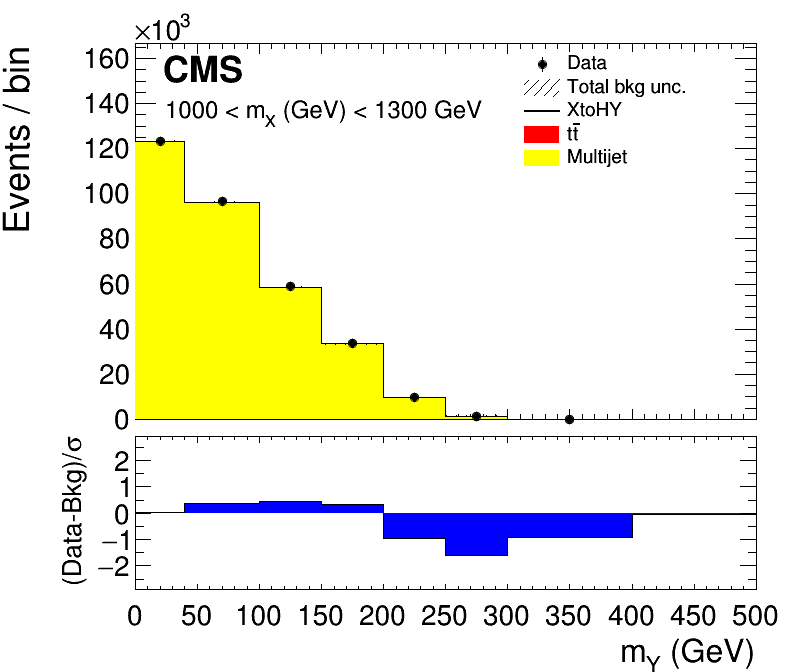 ×10³
Events / bin
160
140
120
100
80
60
40
20
0
CMS
1000 < m_X (GeV) < 1300 GeV
Data
Total bkg unc.
XtoHY
tt̄
Multijet
(Data-Bkg)/σ
2
1
0
−1
−2
0 50 100 150 200 250 300 350 400 450 500
m_Y (GeV)